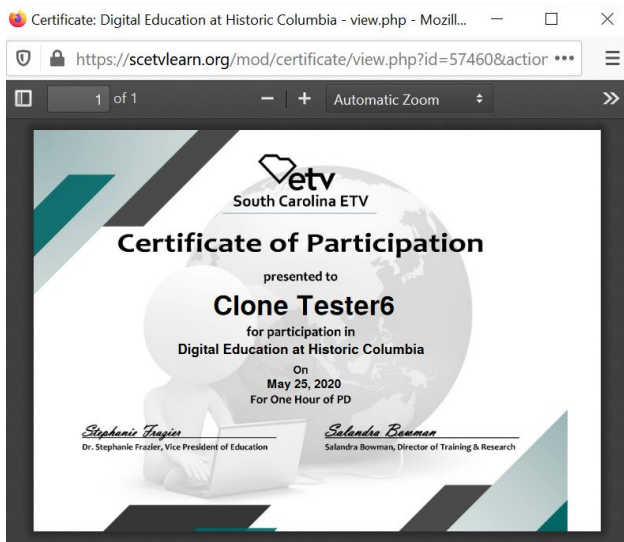 Certificate: Digital Education at Historic Columbia - view.php - Mozill...
https://scetvlearn.org/mod/certificate/view.php?id=57460&action
1 of 1 Automatic Zoom
etv
South Carolina ETV
Certificate of Participation
presented to
Clone Tester6
for participation in
Digital Education at Historic Columbia
On
May 25, 2020
For One Hour of PD
Stephanie Frazier Salandra Bowman
Dr. Stephanie Frazier, Vice President of Education Salandra Bowman, Director of Training & Research